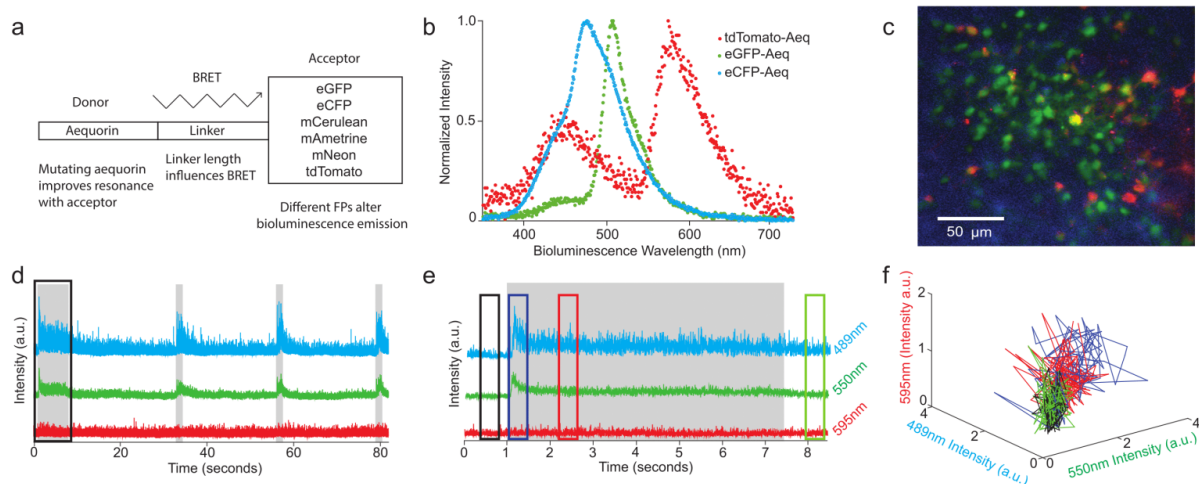 a
BRET
Acceptor
Donor
Aequorin
Linker
eGFP
eCFP
mCerulean
mAmetrine
mNeon
tdTomato
Mutating aequorin
improves resonance
with acceptor
Linker length
influences BRET
Different FPs alter
bioluminescence emission
b
tdTomato-Aeq
eGFP-Aeq
eCFP-Aeq
Normalized Intensity
1.0
0.5
0
400 500 600 700
Bioluminescence Wavelength (nm)
c
50 µm
d
Intensity (a.u.)
0 20 40 60 80
Time (seconds)
e
Intensity (a.u.)
489nm
550nm
595nm
0 1 2 3 4 5 6 7 8
Time (seconds)
f
595nm (Intensity a.u.)
2
1
0
4
2
0
0
2
4
489nm Intensity (a.u.)
550nm Intensity (a.u.)